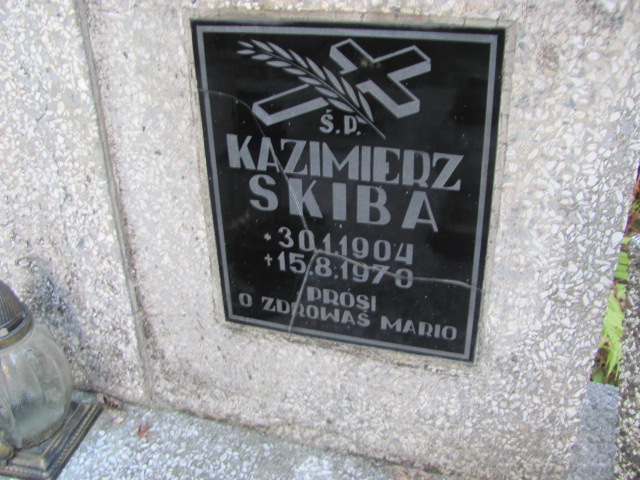 Ś.P.
KAZIMIERZ
SKIBA
* 30.1.1904
† 15.8.1970
PROSI
O ZDROWAŚ MARIO